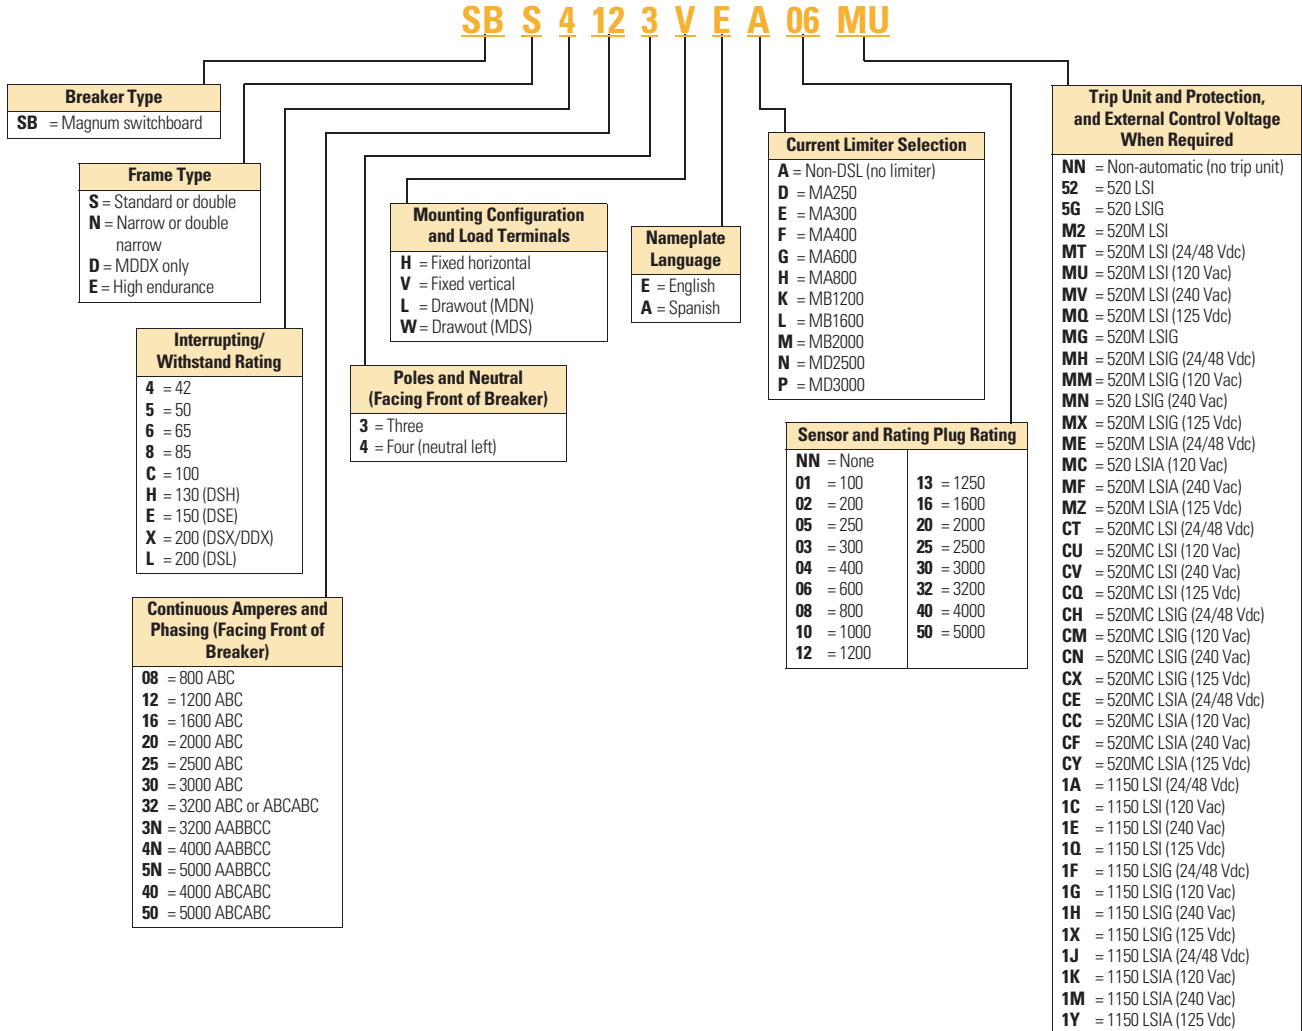 SB S 4 12 3 V E A 06 MU
Breaker Type
SB = Magnum switchboard
Frame Type
S = Standard or double
N = Narrow or double
narrow
D = MDDX only
E = High endurance
Interrupting/
Withstand Rating
4 = 42
5 = 50
6 = 65
8 = 85
C = 100
H = 130 (DSH)
E = 150 (DSE)
X = 200 (DSX/DDX)
L = 200 (DSL)
Continuous Amperes and
Phasing (Facing Front of
Breaker)
08 = 800 ABC
12 = 1200 ABC
16 = 1600 ABC
20 = 2000 ABC
25 = 2500 ABC
30 = 3000 ABC
32 = 3200 ABC or ABCABC
3N = 3200 AABBCC
4N = 4000 AABBCC
5N = 5000 AABBCC
40 = 4000 ABCABC
50 = 5000 ABCABC
Poles and Neutral
(Facing Front of Breaker)
3 = Three
4 = Four (neutral left)
Mounting Configuration
and Load Terminals
H = Fixed horizontal
V = Fixed vertical
L = Drawout (MDN)
W = Drawout (MDS)
Nameplate
Language
E = English
A = Spanish
Current Limiter Selection
A = Non-DSL (no limiter)
D = MA250
E = MA300
F = MA400
G = MA600
H = MA800
K = MB1200
L = MB1600
M = MB2000
N = MD2500
P = MD3000
Sensor and Rating Plug Rating
NN = None
01 = 100
02 = 200
05 = 250
03 = 300
04 = 400
06 = 600
08 = 800
10 = 1000
12 = 1200
13 = 1250
16 = 1600
20 = 2000
25 = 2500
30 = 3000
32 = 3200
40 = 4000
50 = 5000
Trip Unit and Protection,
and External Control Voltage
When Required
NN = Non-automatic (no trip unit)
52 = 520 LSI
5G = 520 LSIG
M2 = 520M LSI
MT = 520M LSI (24/48 Vdc)
MU = 520M LSI (120 Vac)
MV = 520M LSI (240 Vac)
MQ = 520M LSI (125 Vdc)
MG = 520M LSIG
MH = 520M LSIG (24/48 Vdc)
MM = 520M LSIG (120 Vac)
MN = 520 LSIG (240 Vac)
MX = 520M LSIG (125 Vdc)
ME = 520M LSIA (24/48 Vdc)
MC = 520 LSIA (120 Vac)
MF = 520M LSIA (240 Vac)
MZ = 520M LSIA (125 Vdc)
CT = 520MC LSI (24/48 Vdc)
CU = 520MC LSI (120 Vac)
CV = 520MC LSI (240 Vac)
CQ = 520MC LSI (125 Vdc)
CH = 520MC LSIG (24/48 Vdc)
CM = 520MC LSIG (120 Vac)
CN = 520MC LSIG (240 Vac)
CX = 520MC LSIG (125 Vdc)
CE = 520MC LSIA (24/48 Vdc)
CC = 520MC LSIA (120 Vac)
CF = 520MC LSIA (240 Vac)
CY = 520MC LSIA (125 Vdc)
1A = 1150 LSI (24/48 Vdc)
1C = 1150 LSI (120 Vac)
1E = 1150 LSI (240 Vac)
1Q = 1150 LSI (125 Vdc)
1F = 1150 LSIG (24/48 Vdc)
1G = 1150 LSIG (120 Vac)
1H = 1150 LSIG (240 Vac)
1X = 1150 LSIG (125 Vdc)
1J = 1150 LSIA (24/48 Vdc)
1K = 1150 LSIA (120 Vac)
1M = 1150 LSIA (240 Vac)
1Y = 1150 LSIA (125 Vdc)